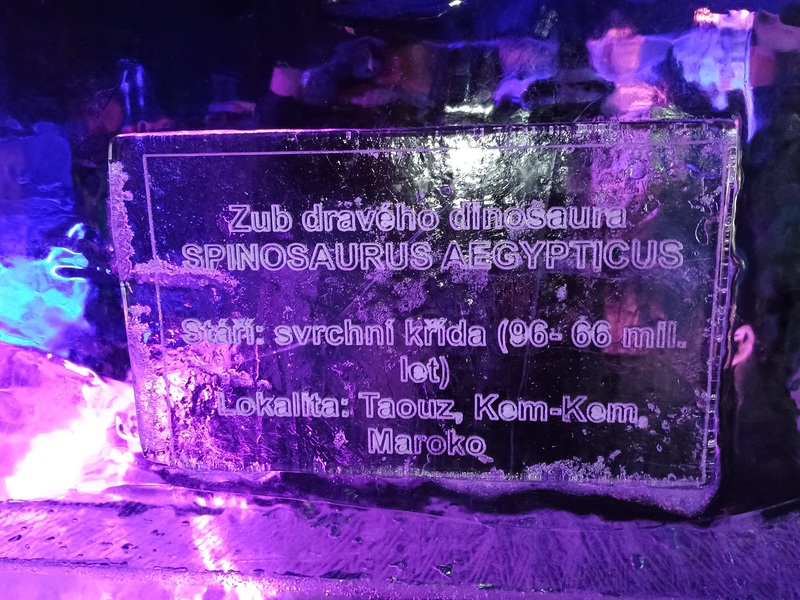 Zub dravého dinosaura
SPINOSAURUS AEGYPTICUS
Stáří: svrchní křída (96- 66 mil.
let)
Lokalita: Taouz, Kem-Kem,
Maroko